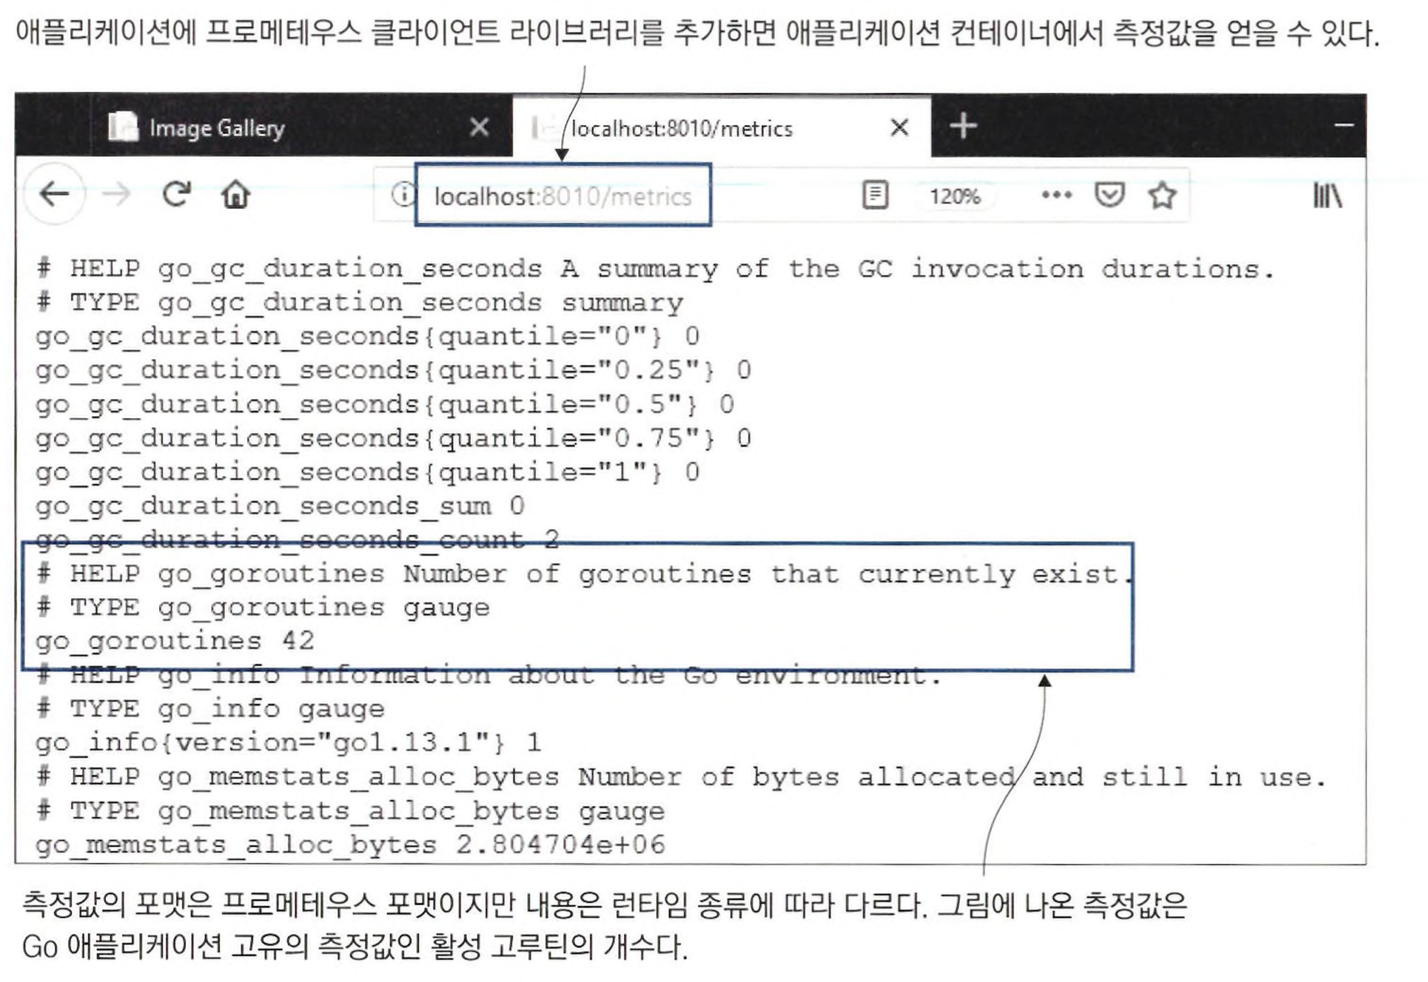 애플리케이션에 프로메테우스 클라이언트 라이브러리를 추가하면 애플리케이션 컨테이너에서 측정값을 얻을 수 있다.
Image Gallery
localhost:8010/metrics
localhost:8010/metrics
120%
# HELP go_gc_duration_seconds A summary of the GC invocation durations.
# TYPE go_gc_duration_seconds summary
go_gc_duration_seconds{quantile="0"} 0
go_gc_duration_seconds{quantile="0.25"} 0
go_gc_duration_seconds{quantile="0.5"} 0
go_gc_duration_seconds{quantile="0.75"} 0
go_gc_duration_seconds{quantile="1"} 0
go_gc_duration_seconds_sum 0
go_gc_duration_seconds_count 2
# HELP go_goroutines Number of goroutines that currently exist.
# TYPE go_goroutines gauge
go_goroutines 42
# HELP go_info Information about the Go environment.
# TYPE go_info gauge
go_info{version="go1.13.1"} 1
# HELP go_memstats_alloc_bytes Number of bytes allocated and still in use.
# TYPE go_memstats_alloc_bytes gauge
go_memstats_alloc_bytes 2.804704e+06
측정값의 포맷은 프로메테우스 포맷이지만 내용은 런타임 종류에 따라 다르다. 그림에 나온 측정값은
Go 애플리케이션 고유의 측정값인 활성 고루틴의 개수다.